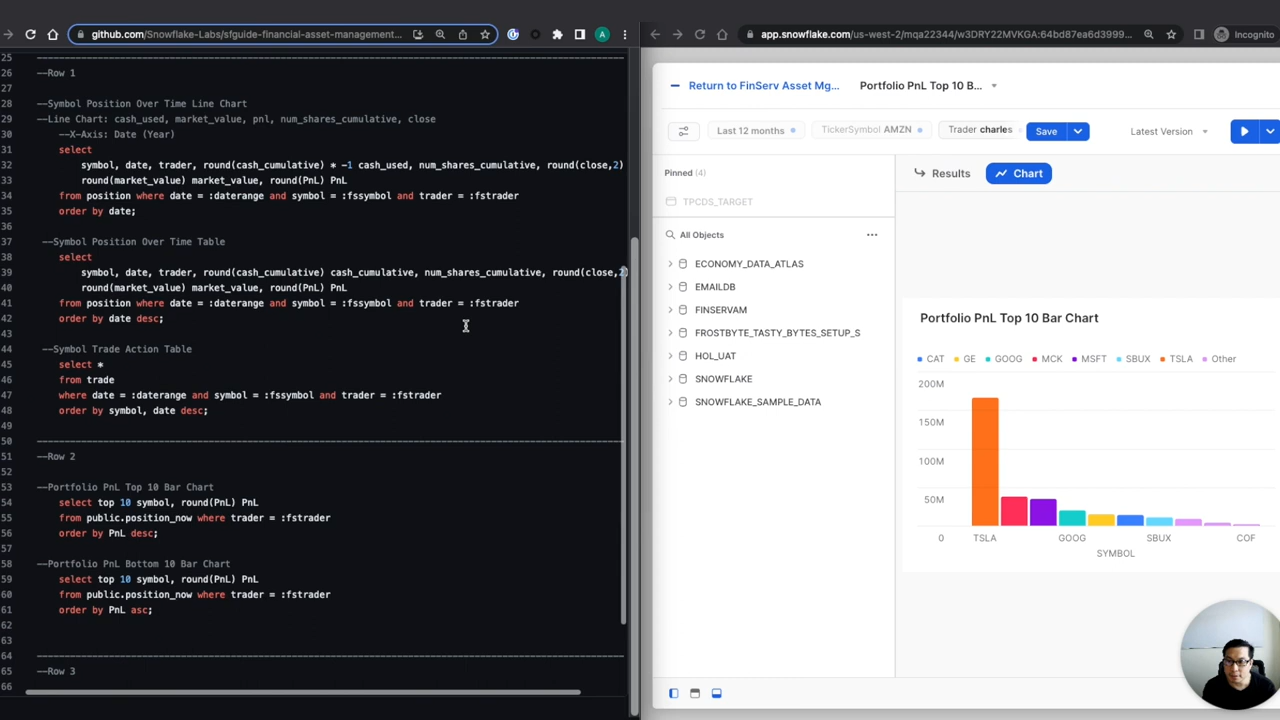 github.com/Snowflake-Labs/sfguide-financial-asset-management...
A
25 --------------------------------------------------------------------------------
26 --Row 1
27
28 --Symbol Position Over Time Line Chart
29 --Line Chart: cash_used, market_value, pnl, num_shares_cumulative, close
30 --X-Axis: Date (Year)
31 select
32 symbol, date, trader, round(cash_cumulative) * -1 cash_used, num_shares_cumulative, round(close,2)
33 round(market_value) market_value, round(PnL) PnL
34 from position where date = :daterange and symbol = :fssymbol and trader = :fstrader
35 order by date;
36
37 --Symbol Position Over Time Table
38 select
39 symbol, date, trader, round(cash_cumulative) cash_cumulative, num_shares_cumulative, round(close,2)
40 round(market_value) market_value, round(PnL) PnL
41 from position where date = :daterange and symbol = :fssymbol and trader = :fstrader
42 order by date desc;
43
44 --Symbol Trade Action Table
45 select *
46 from trade
47 where date = :daterange and symbol = :fssymbol and trader = :fstrader
48 order by symbol, date desc;
49
50 --------------------------------------------------------------------------------
51 --Row 2
52
53 --Portfolio PnL Top 10 Bar Chart
54 select top 10 symbol, round(PnL) PnL
55 from public.position_now where trader = :fstrader
56 order by PnL desc;
57
58 --Portfolio PnL Bottom 10 Bar Chart
59 select top 10 symbol, round(PnL) PnL
60 from public.position_now where trader = :fstrader
61 order by PnL asc;
62
63
64 --------------------------------------------------------------------------------
65 --Row 3
66
app.snowflake.com/us-west-2/mqa22344/w3DRY22MVKGA:64bd87ea6d3999...
Incognito
Return to FinServ Asset Mg...
Portfolio PnL Top 10 B...
Last 12 months
TickerSymbol AMZN
Trader charles
Save
Latest Version
Pinned (4)
TPCDS_TARGET
All Objects
ECONOMY_DATA_ATLAS
EMAILDB
FINSERVAM
FROSTBYTE_TASTY_BYTES_SETUP_S
HOL_UAT
SNOWFLAKE
SNOWFLAKE_SAMPLE_DATA
Results
Chart
Portfolio PnL Top 10 Bar Chart
CAT GE GOOG MCK MSFT SBUX TSLA Other
200M
150M
100M
50M
0
TSLA GOOG SBUX COF
SYMBOL